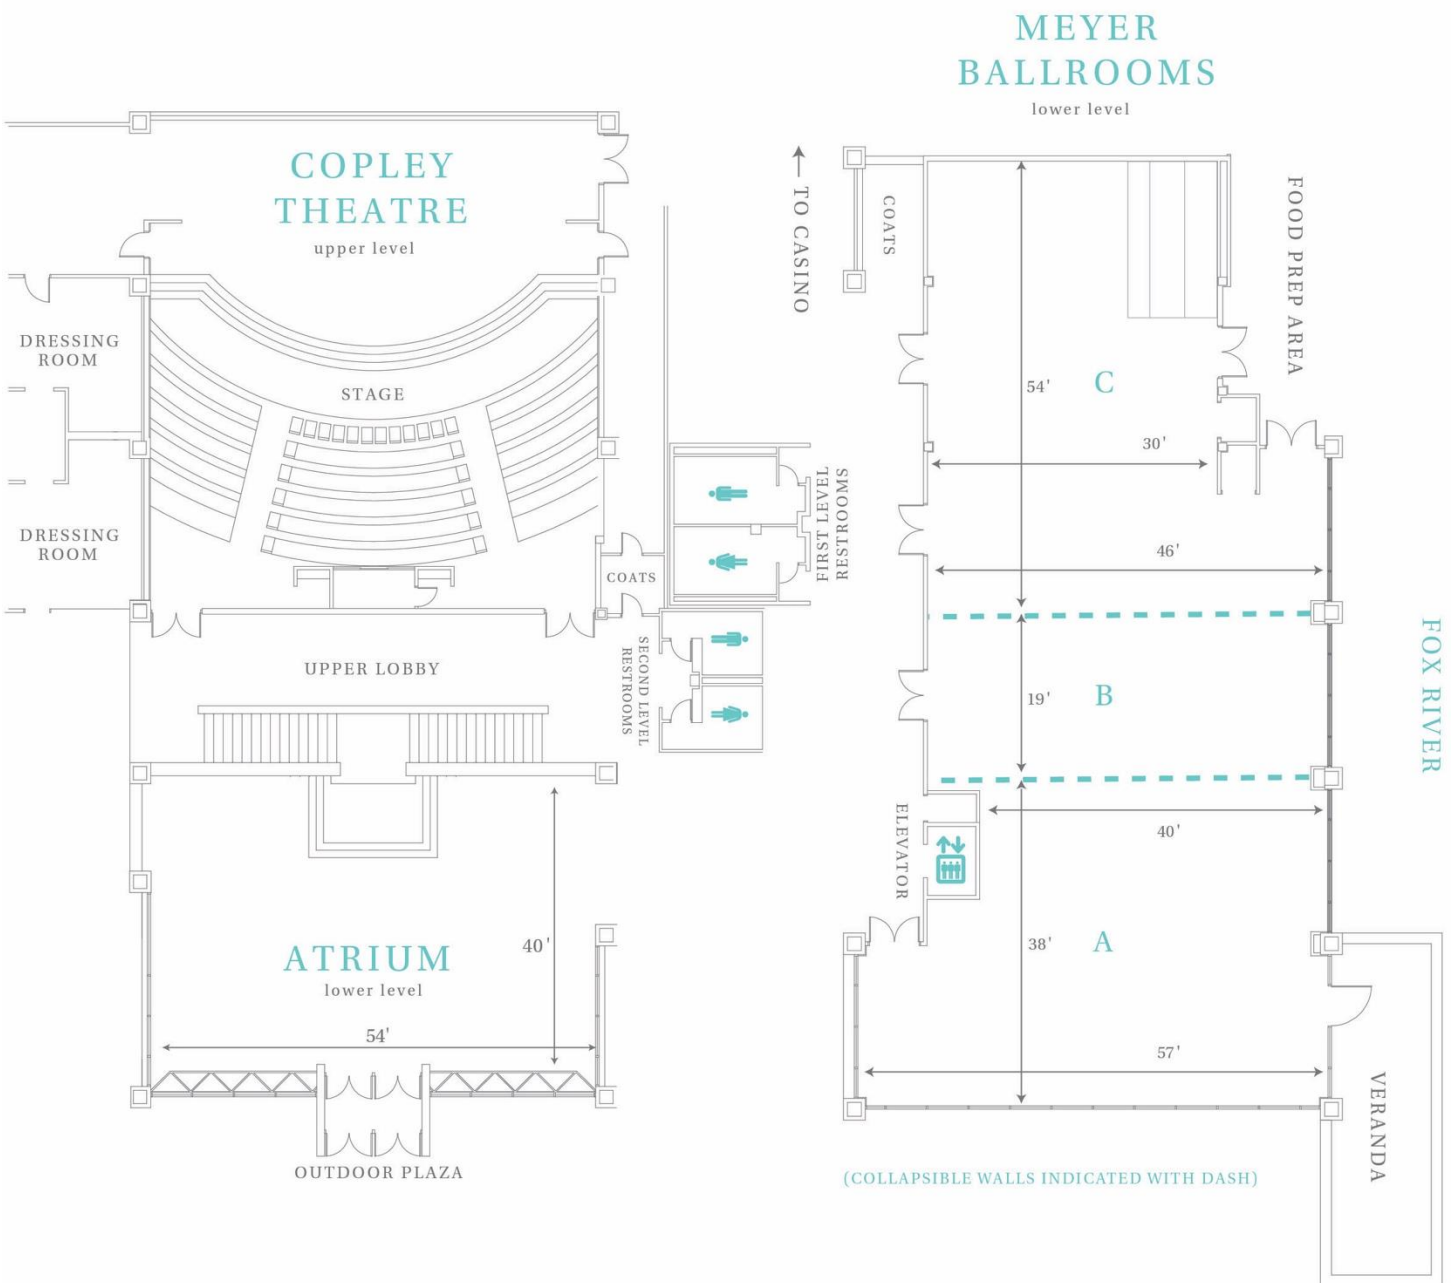 MEYER
BALLROOMS
lower level
COPLEY
THEATRE
upper level
DRESSING
ROOM
STAGE
DRESSING
ROOM
COATS
FIRST LEVEL
RESTROOMS
SECOND LEVEL
RESTROOMS
UPPER LOBBY
ATRIUM
lower level
40'
54'
OUTDOOR PLAZA
TO CASINO
COATS
FOOD PREP AREA
C
54'
30'
46'
B
19'
FOX RIVER
ELEVATOR
40'
A
38'
57'
VERANDA
(COLLAPSIBLE WALLS INDICATED WITH DASH)